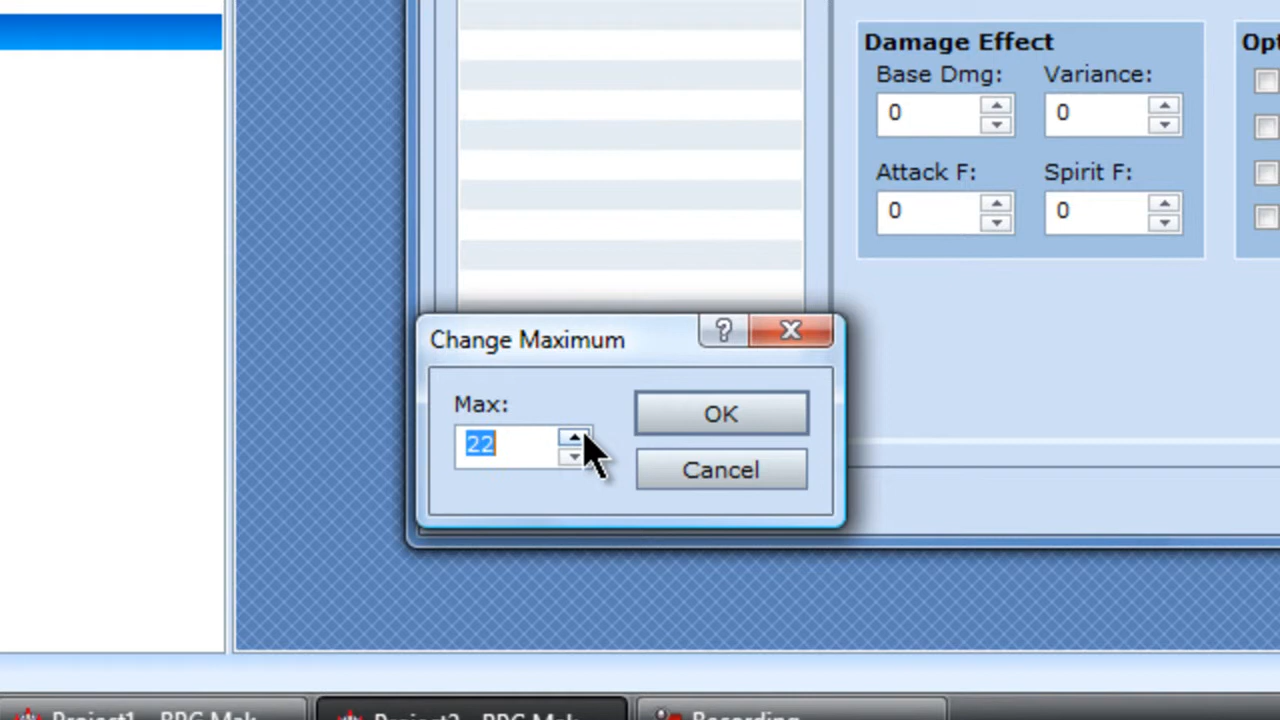 Damage Effect
Opt
Base Dmg:
Variance:
0
0
Attack F:
Spirit F:
0
0
Change Maximum
?
X
Max:
22
OK
Cancel
Project1 - RPG Mak
Project2 - RPG Mak
Recording